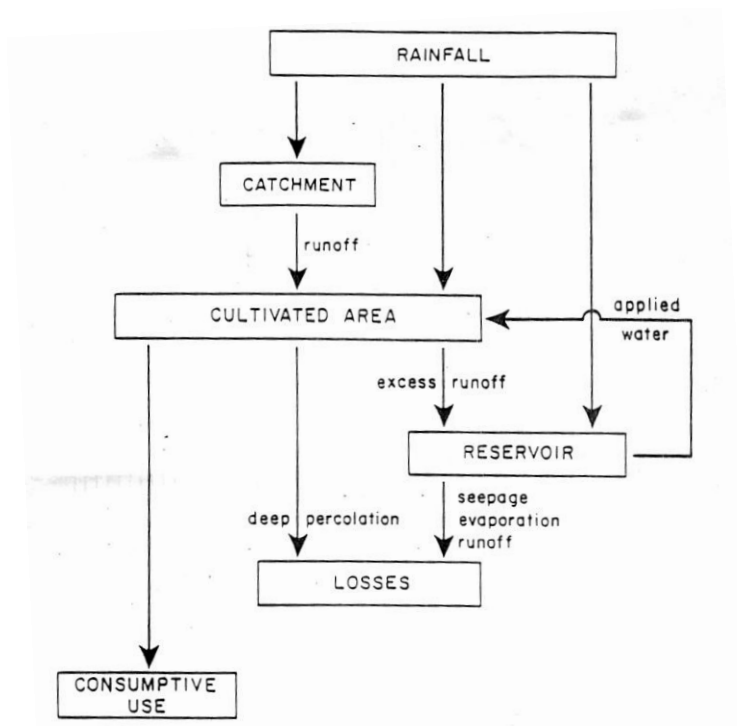 RAINFALL
CATCHMENT
runoff
CULTIVATED AREA
applied
water
excess runoff
RESERVOIR
seepage
deep percolation
evaporation
runoff
LOSSES
CONSUMPTIVE
USE